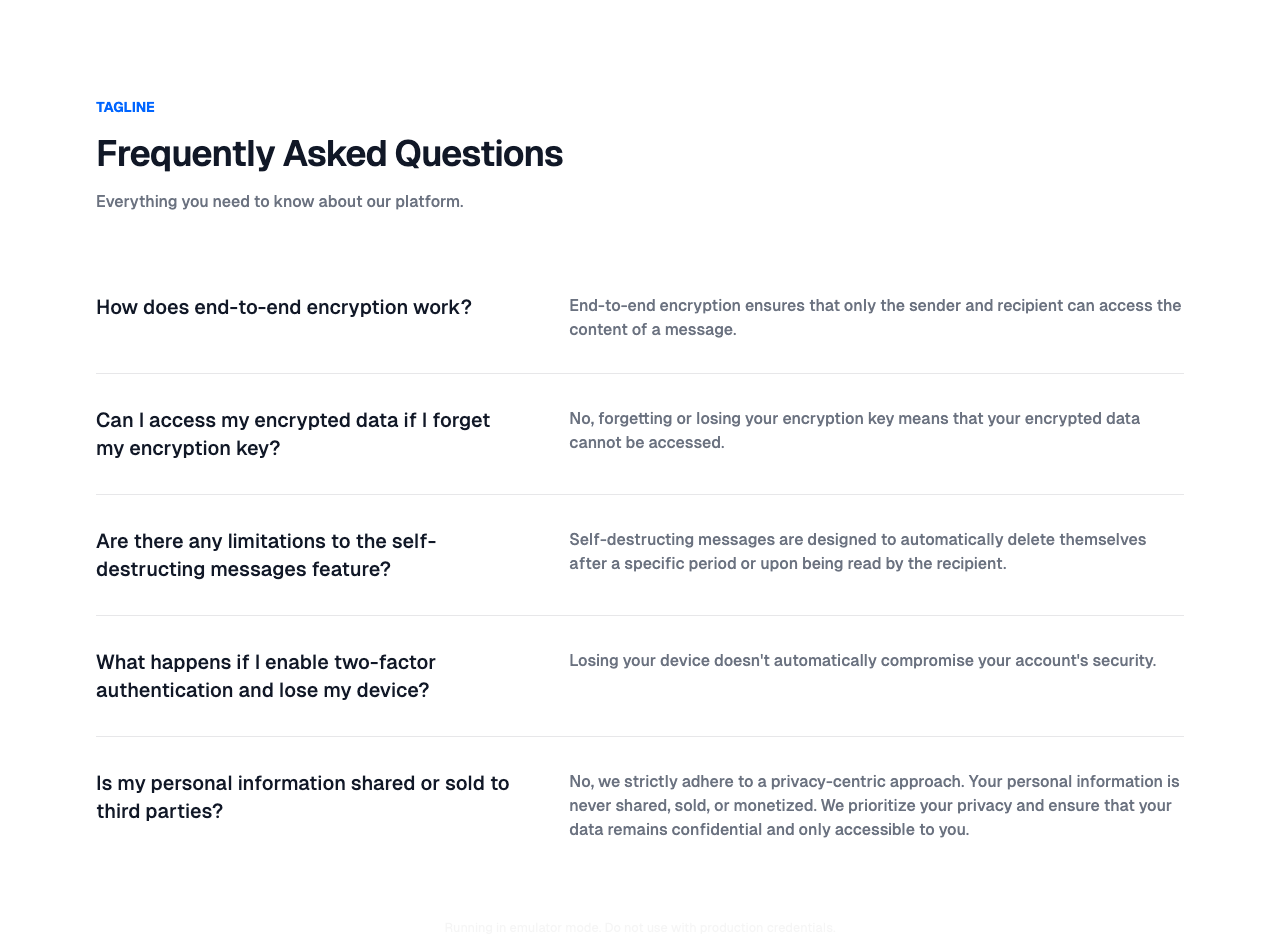 TAGLINE
Frequently Asked Questions
Everything you need to know about our platform.
How does end-to-end encryption work?
End-to-end encryption ensures that only the sender and recipient can access the
content of a message.
Can I access my encrypted data if I forget
my encryption key?
No, forgetting or losing your encryption key means that your encrypted data
cannot be accessed.
Are there any limitations to the self-
destructing messages feature?
Self-destructing messages are designed to automatically delete themselves
after a specific period or upon being read by the recipient.
What happens if I enable two-factor
authentication and lose my device?
Losing your device doesn't automatically compromise your account's security.
Is my personal information shared or sold to
third parties?
No, we strictly adhere to a privacy-centric approach. Your personal information is
never shared, sold, or monetized. We prioritize your privacy and ensure that your
data remains confidential and only accessible to you.
Running in emulator mode. Do not use with production credentials.